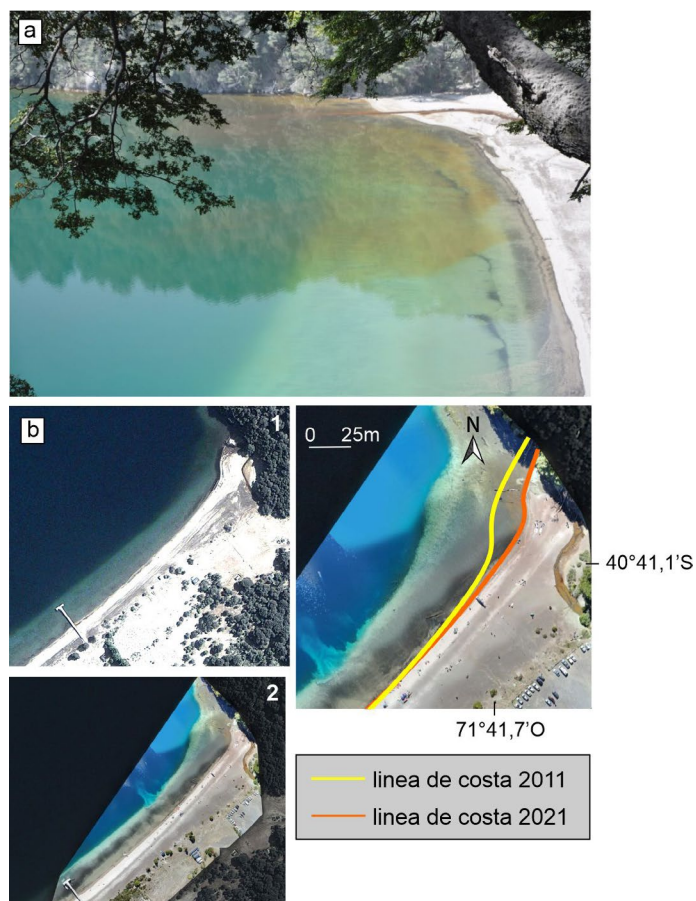 a
b
1
0 25m
N
40°41,1'S
2
71°41,7'O
linea de costa 2011
linea de costa 2021